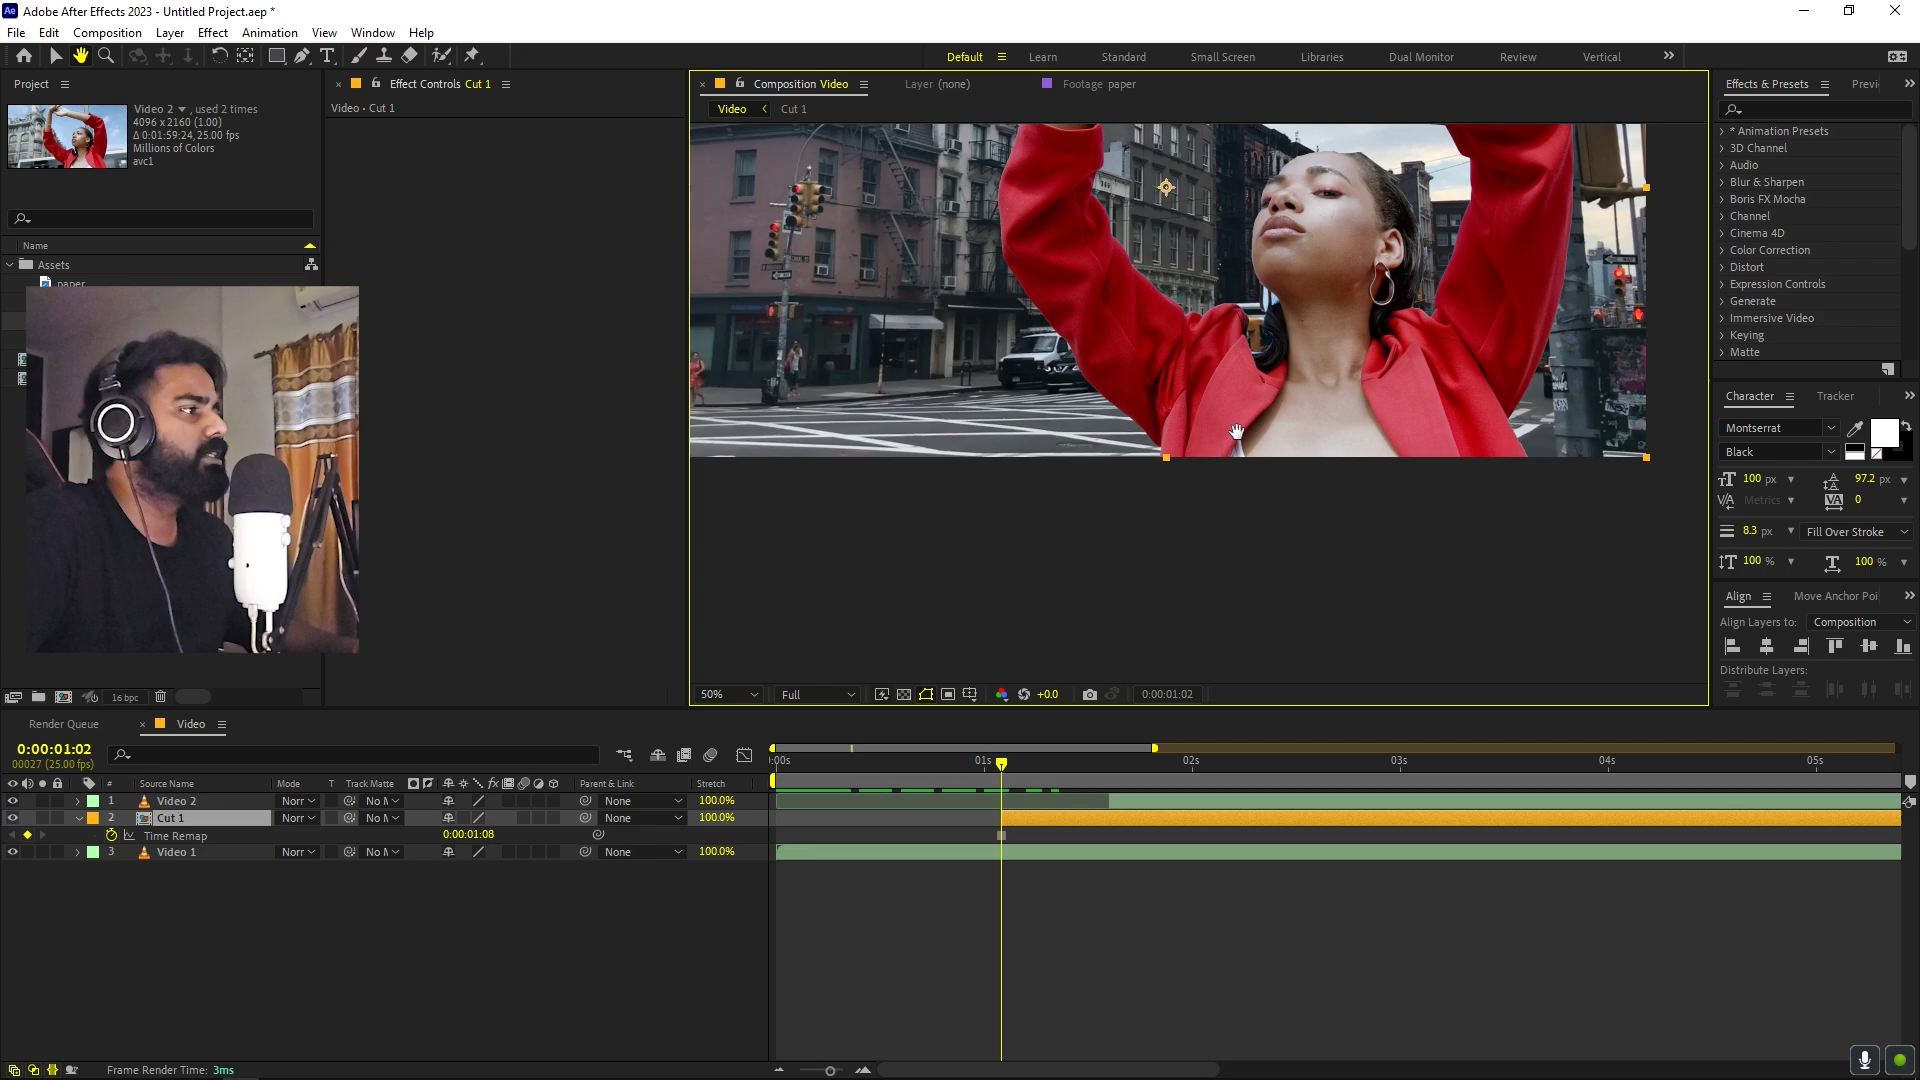 Adobe After Effects 2023 - Untitled Project.aep *
File Edit Composition Layer Effect Animation View Window Help
Default Learn Standard Small Screen Libraries Dual Monitor Review Vertical
Project
Effect Controls Cut 1
Composition Video
Layer (none)
Footage paper
Effects & Presets
Previ
Video 2 , used 2 times
4096 x 2160 (1.00)
Δ 0:01:59:24, 25.00 fps
Millions of Colors
avc1
Video • Cut 1
Video
Cut 1
* Animation Presets
3D Channel
Audio
Blur & Sharpen
Boris FX Mocha
Channel
Cinema 4D
Color Correction
Distort
Expression Controls
Generate
Immersive Video
Keying
Matte
Name
Assets
paper
Character
Tracker
Montserrat
Black
100 px
97.2 px
Metrics
0
8.3 px
Fill Over Stroke
100 %
100 %
Align
Move Anchor Poi
Align Layers to: Composition
Distribute Layers:
16 bpc
50%
Full
+0.0
0:00:01:02
Render Queue
Video
0:00:01:02
00027 (25.00 fps)
# Source Name Mode T Track Matte fx Parent & Link Stretch
:00s 01s 02s 03s 04s 05s
1 Video 2 Norr No M None 100.0%
2 Cut 1 Norr No M None 100.0%
Time Remap 0:00:01:08
3 Video 1 Norr No M None 100.0%
Frame Render Time: 3ms